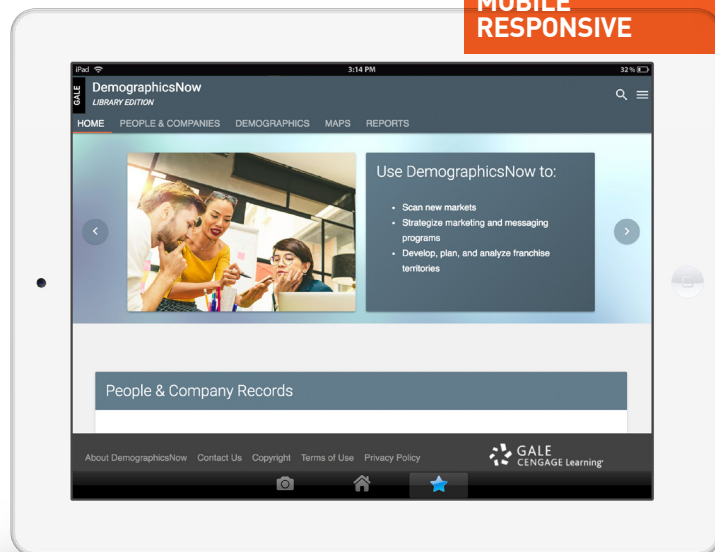 MOBILE
RESPONSIVE
iPad
3:14 PM
32%
GALE
DemographicsNow
LIBRARY EDITION
HOME PEOPLE & COMPANIES DEMOGRAPHICS MAPS REPORTS
Use DemographicsNow to:
• Scan new markets
• Strategize marketing and messaging
programs
• Develop, plan, and analyze franchise
territories
People & Company Records
About DemographicsNow Contact Us Copyright Terms of Use Privacy Policy
GALE
CENGAGE Learning·